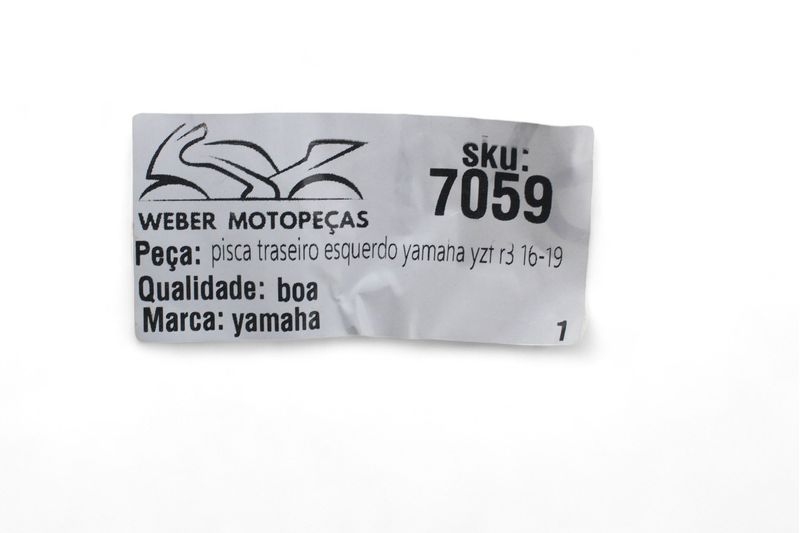 WEBER MOTOPEÇAS
sku:
7059
Peça: pisca traseiro esquerdo yamaha yzf r3 16-19
Qualidade: boa
Marca: yamaha
1